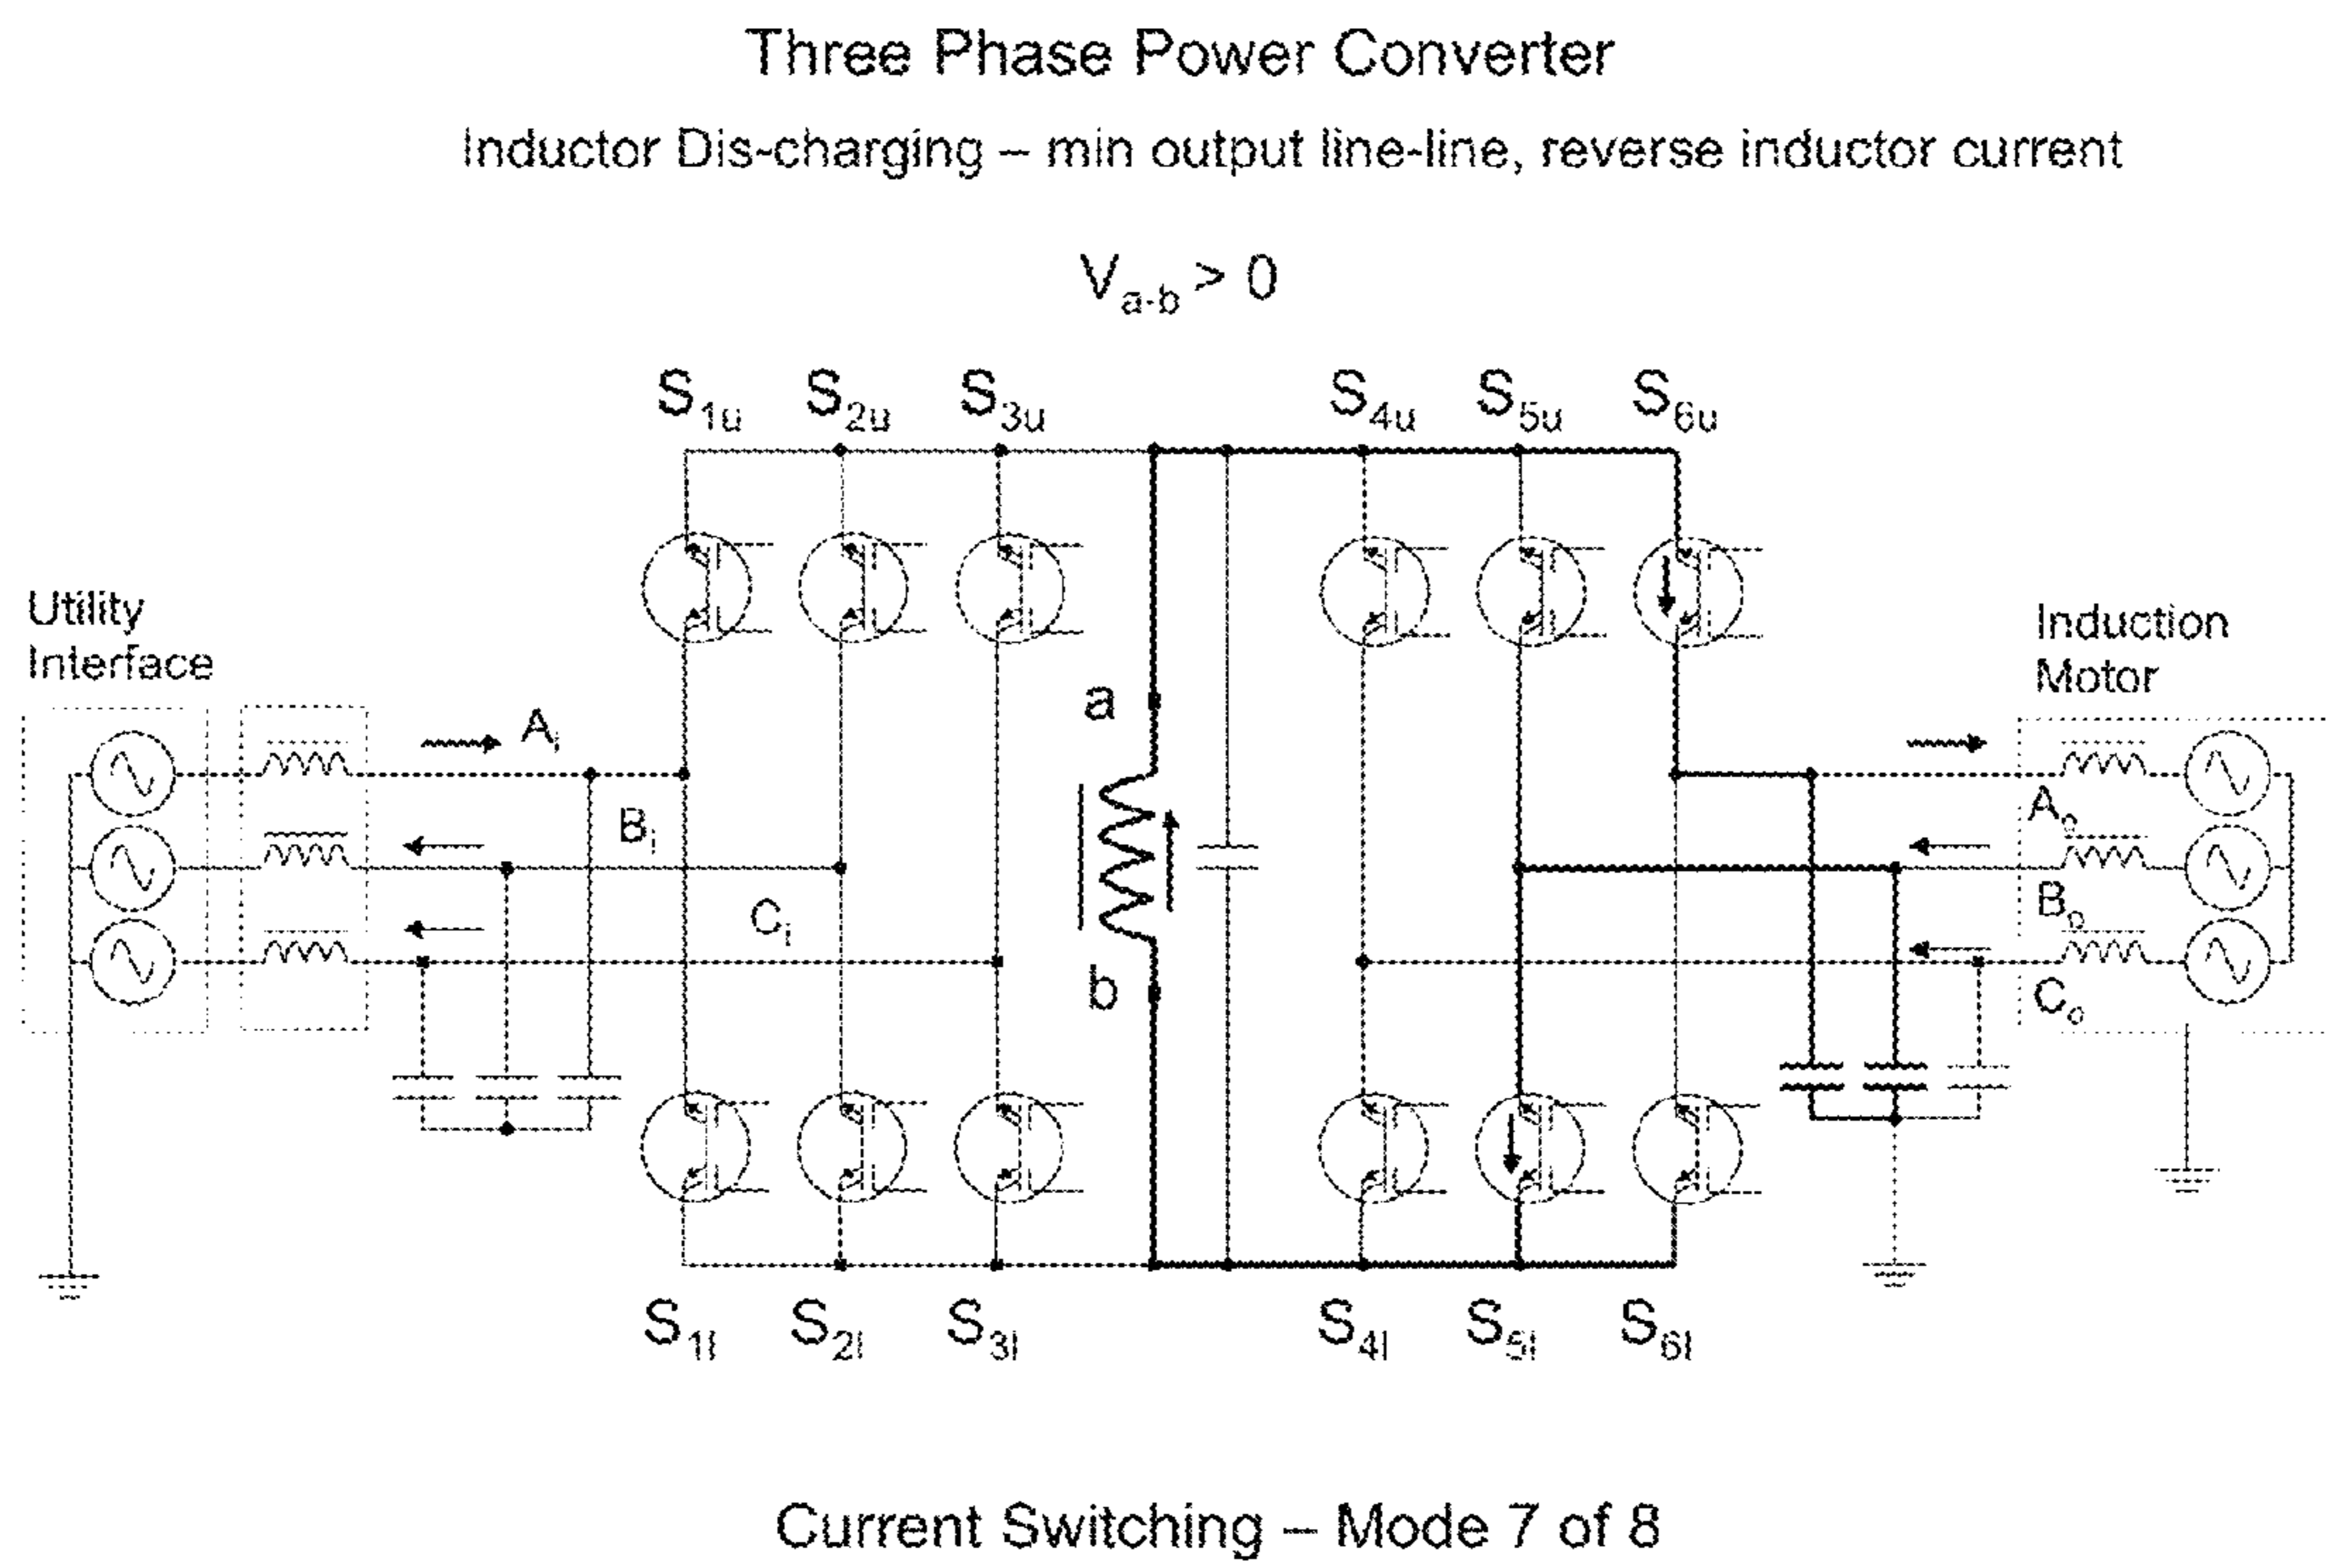 Three Phase Power Converter
Inductor Dis-charging – min output line-line, reverse inductor current
Va-b > 0
S1u S2u S3u S4u S5u S6u
Utility
Interface
Induction
Motor
a
Ai
Bi
Ci
b
Ao
Bo
Co
S1l S2l S3l S4l S5l S6l
Current Switching – Mode 7 of 8